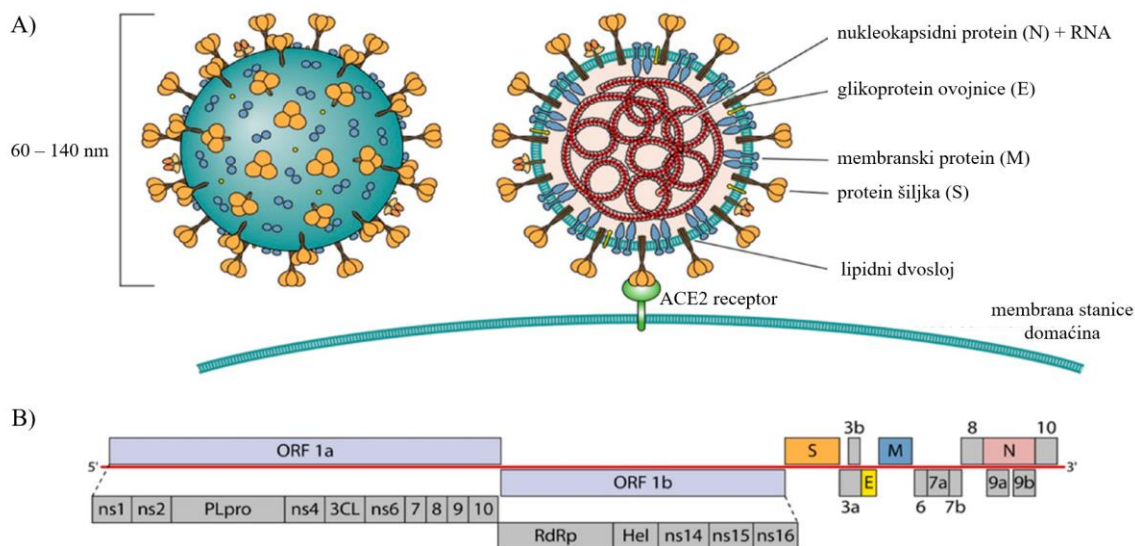 A)
60 – 140 nm
nukleokapsidni protein (N) + RNA
glikoprotein ovojnice (E)
membranski protein (M)
protein šiljka (S)
lipidni dvosloj
ACE2 receptor
membrana stanice
domaćina
B)
3b 8 10
ORF 1a S M N
5' 3'
ORF 1b E 7a 9a 9b
3a 6 7b
ns1 ns2 PLpro ns4 3CL ns6 7 8 9 10
RdRp Hel ns14 ns15 ns16